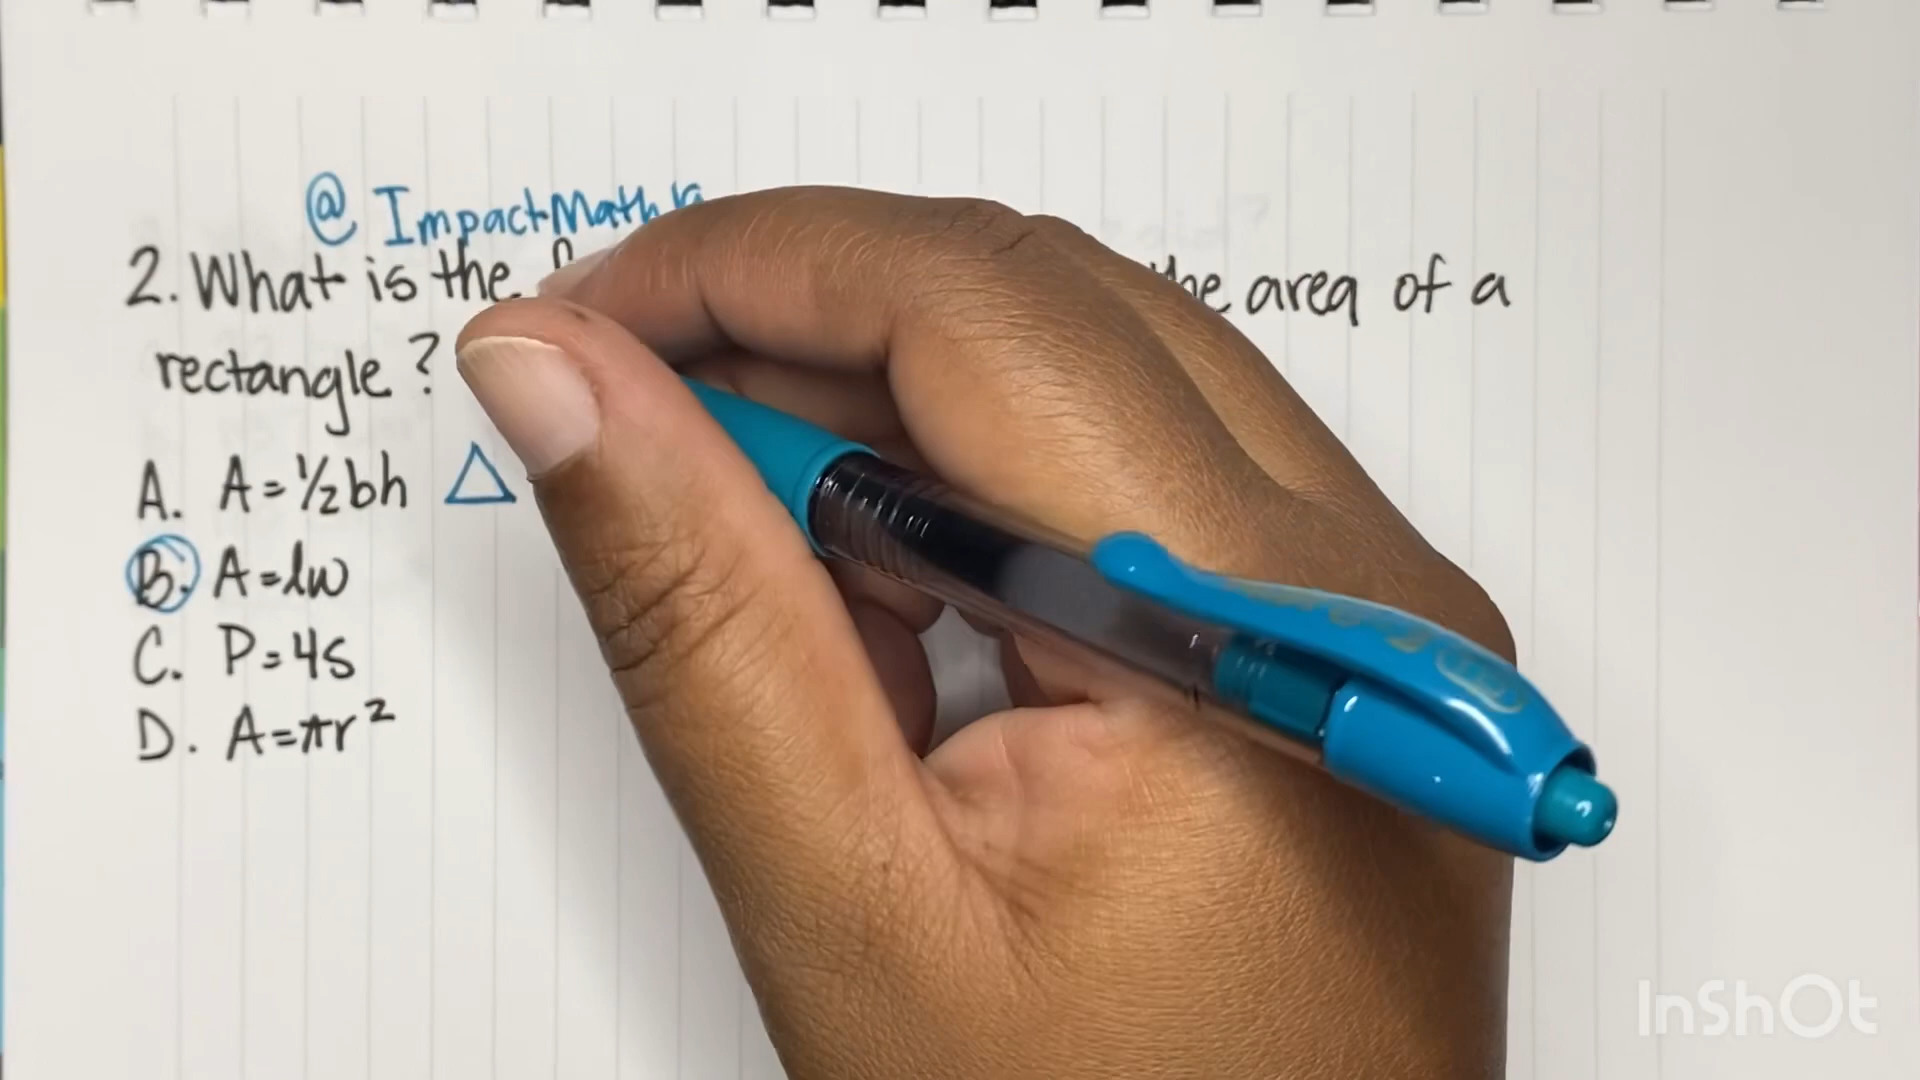 @ ImpactMath
2. What is the the area of a
rectangle ?
A. A = ½bh
B. A = lw
C. P = 4s
D. A = πr²
InShOt